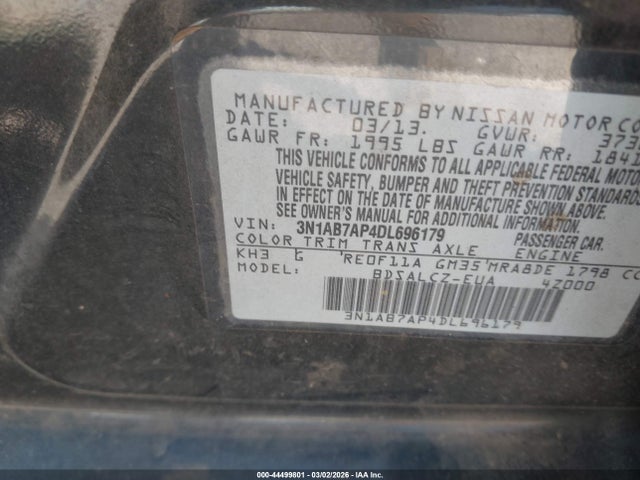 MANUFACTURED BY NISSAN MOTOR CO
DATE: 03/13. GVWR: 373
GAWR FR: 1995 LBS GAWR RR: 184
THIS VEHICLE CONFORMS TO ALL APPLICABLE FEDERAL MOTOR
VEHICLE SAFETY, BUMPER AND THEFT PREVENTION STANDARDS
IN EFFECT ON THE DATE OF MANUFACTURE SHOWN ABOVE.
SEE OWNER'S MANUAL FOR ADDITIONAL INFORMATION.
VIN: 3N1AB7AP4DL696179 PASSENGER CAR.
COLOR TRIM TRANS AXLE ENGINE
KH3 G RE0F11A GM35 MRA8DE 1798 CC
MODEL: BDSALCZ-EUA 4Z000
3N1AB7AP4DL696179
000-44499801 - 03/02/2026 - IAA Inc.